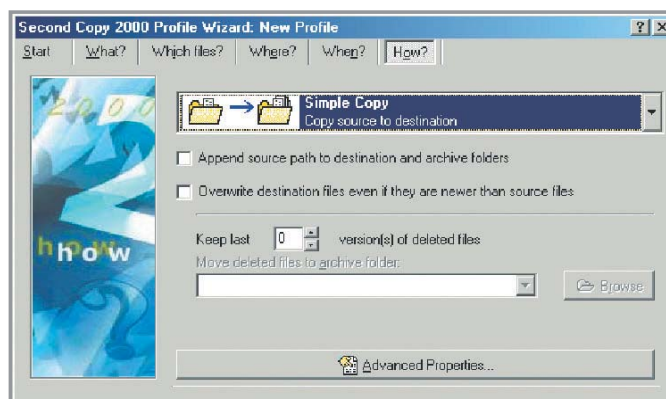 Second Copy 2000 Profile Wizard: New Profile
Start What? Which files? Where? When? How?
2000
2
how
how
Simple Copy
Copy source to destination
Append source path to destination and archive folders
Overwrite destination files even if they are newer than source files
Keep last 0 version(s) of deleted files
Move deleted files to archive folder:
Browse
Advanced Properties...